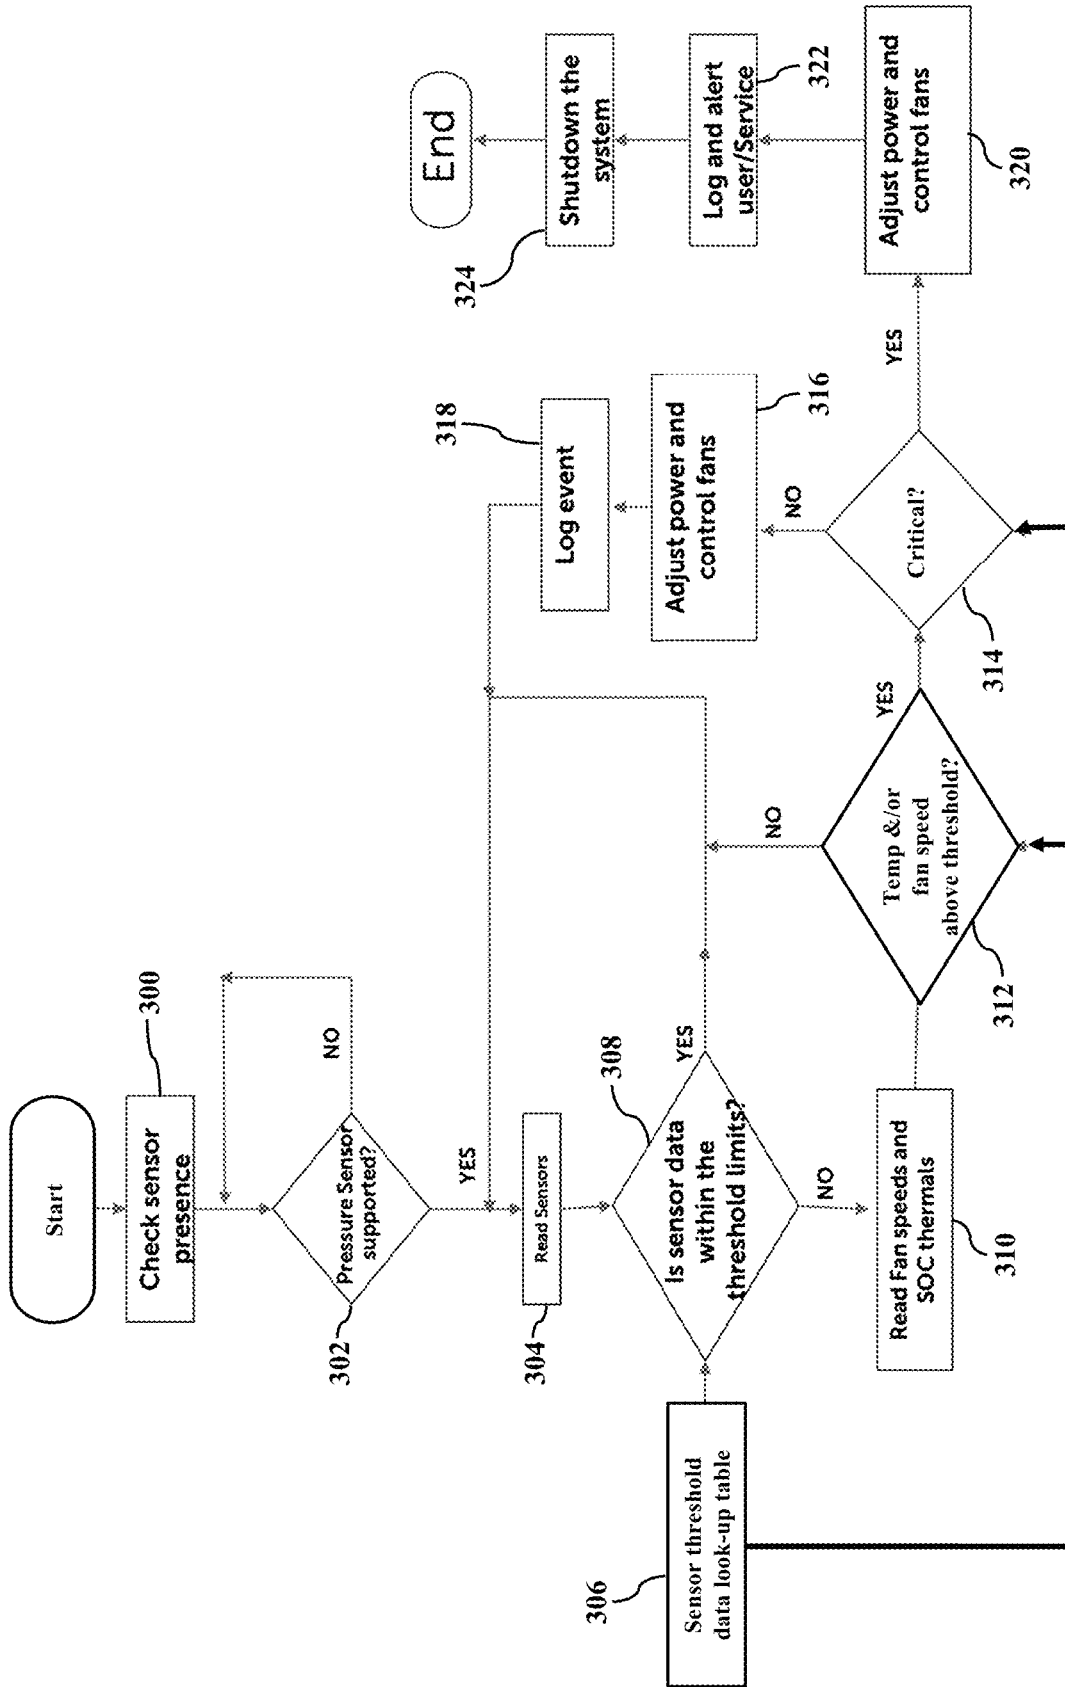 Start
Check sensor
presence
300
Pressure Sensor
supported?
302
NO
YES
Read Sensors
304
Sensor threshold
data look-up table
306
Is sensor data
within the
threshold limits?
308
YES
NO
Read Fan speeds and
SOC thermals
310
Temp &/or
fan speed
above threshold?
312
NO
YES
Critical?
314
NO
YES
Adjust power and
control fans
316
Log event
318
Adjust power and
control fans
320
Log and alert
user/Service
322
Shutdown the
system
324
End